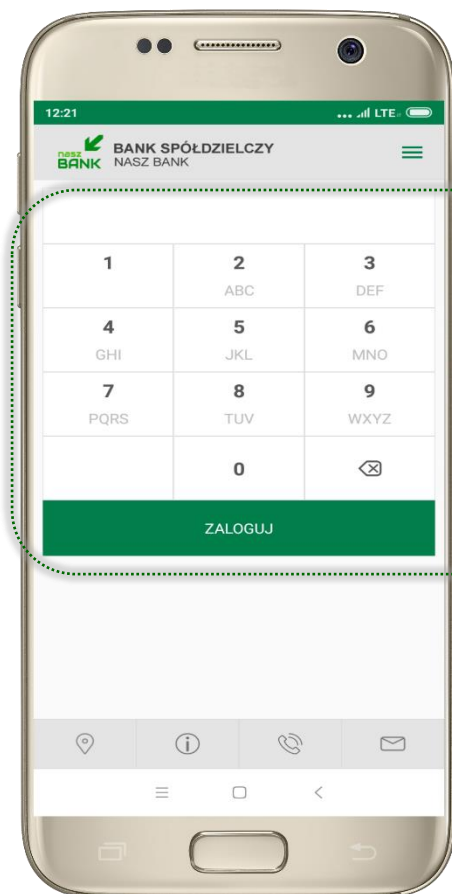 12:21
LTE
nasz
BANK
BANK SPÓŁDZIELCZY
NASZ BANK
1 2 3
ABC DEF
4 5 6
GHI JKL MNO
7 8 9
PQRS TUV WXYZ
0
ZALOGUJ